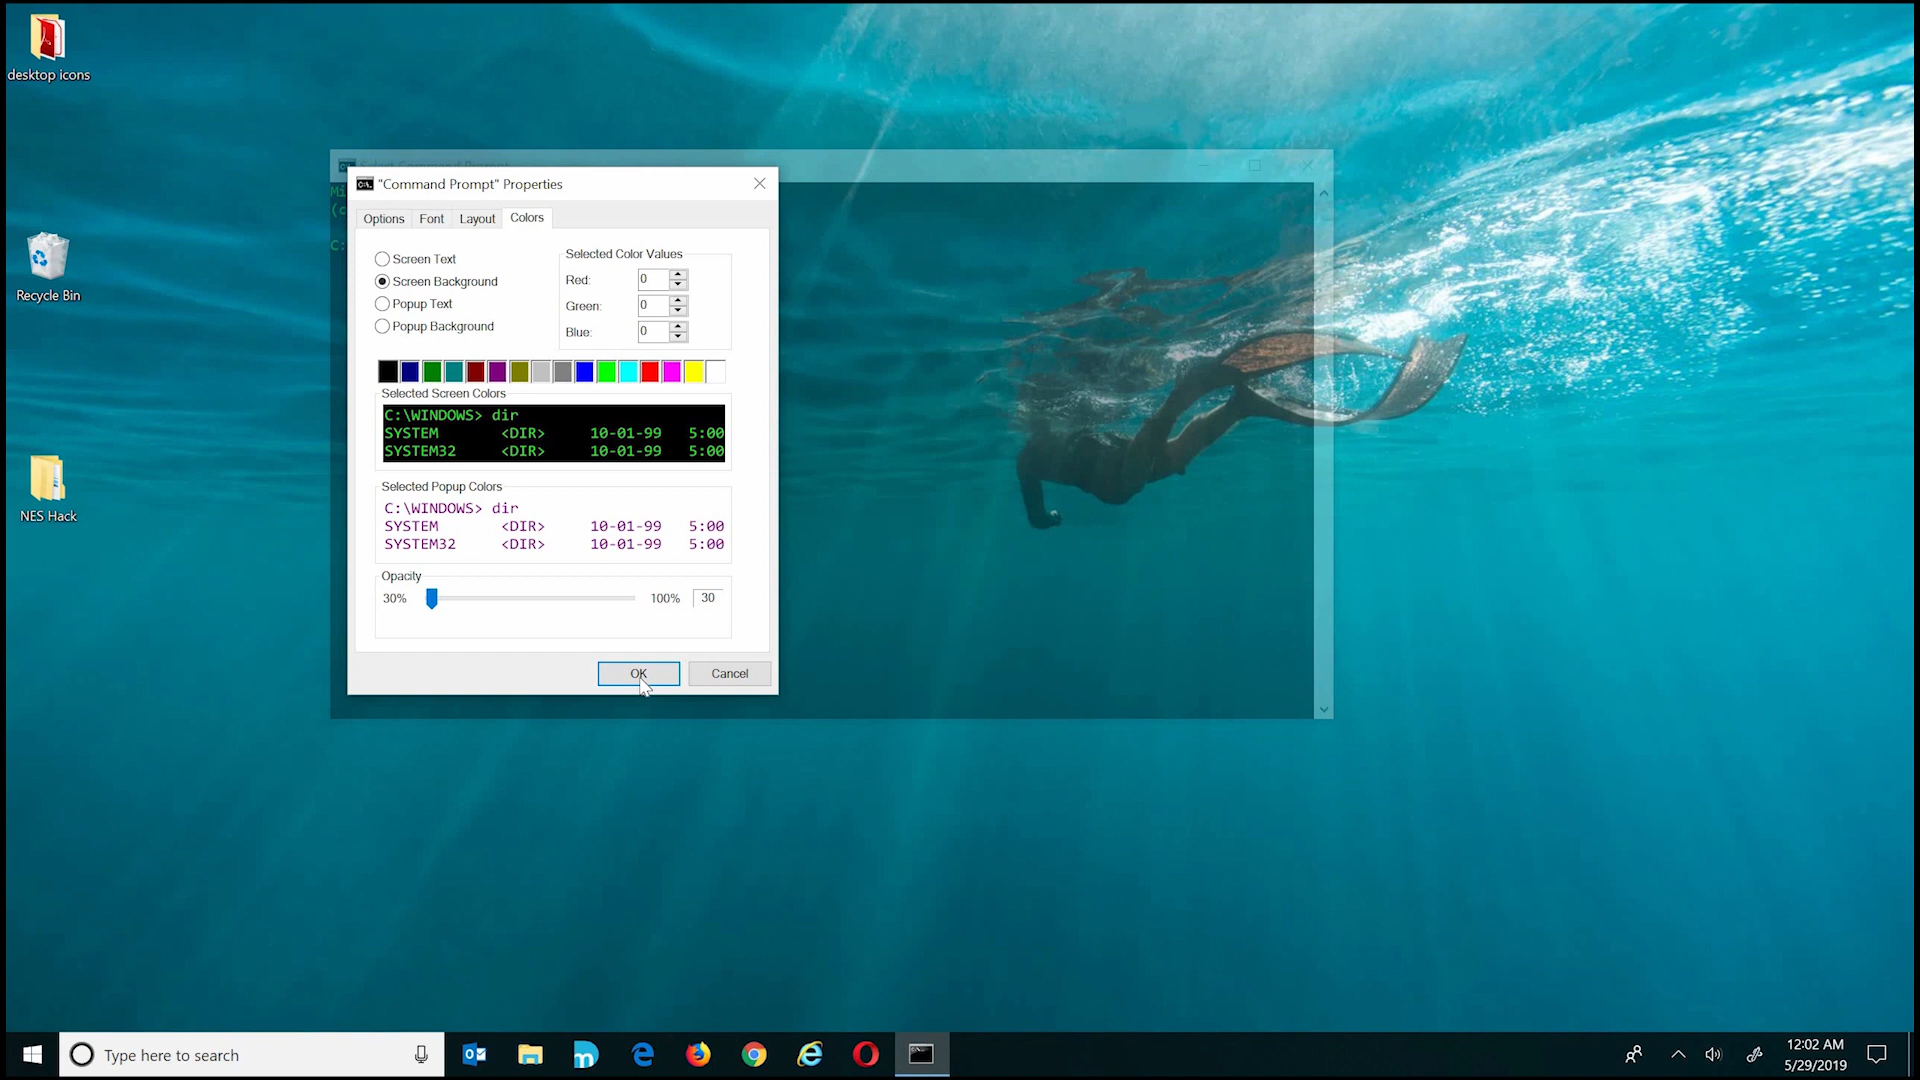 desktop icons
Recycle Bin
NES Hack
Select Command Prompt
Mi
(c
C:
"Command Prompt" Properties
Options Font Layout Colors
Screen Text
Screen Background
Popup Text
Popup Background
Selected Color Values
Red: 0
Green: 0
Blue: 0
Selected Screen Colors
C:\WINDOWS> dir
SYSTEM <DIR> 10-01-99 5:00
SYSTEM32 <DIR> 10-01-99 5:00
Selected Popup Colors
C:\WINDOWS> dir
SYSTEM <DIR> 10-01-99 5:00
SYSTEM32 <DIR> 10-01-99 5:00
Opacity
30% 100% 30
OK Cancel
Type here to search
12:02 AM
5/29/2019